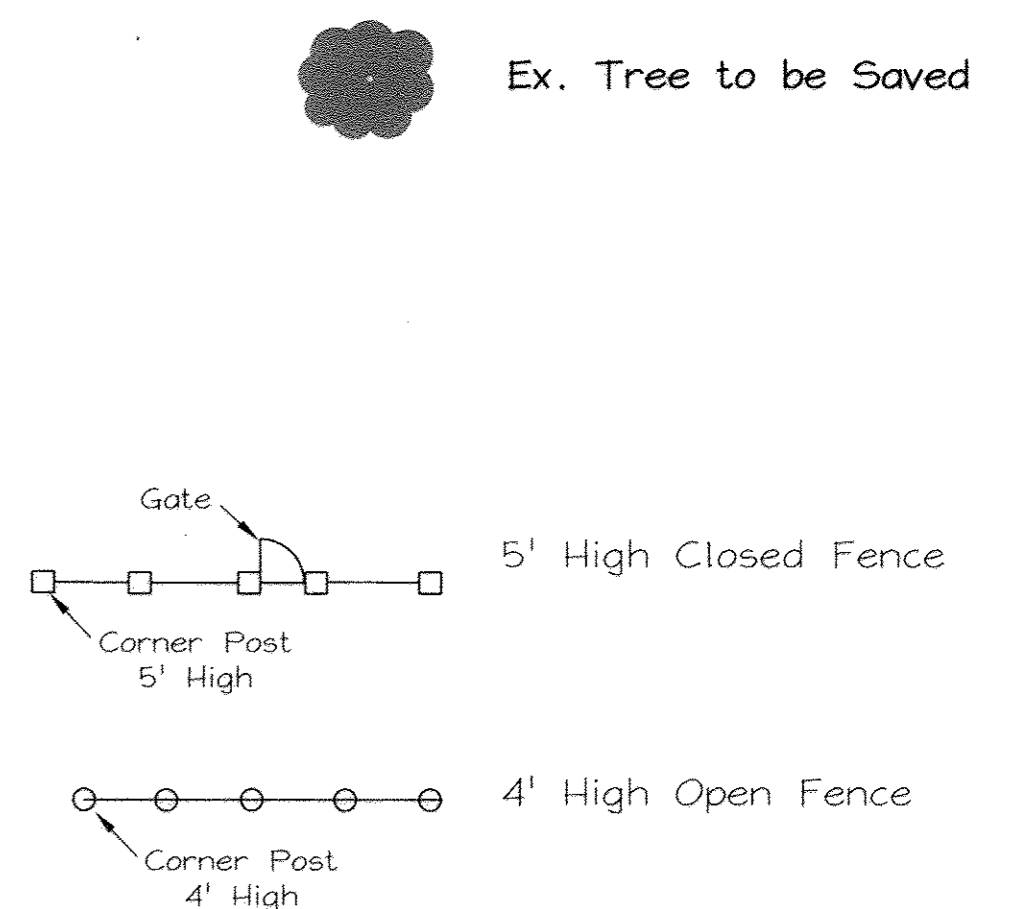 Ex. Tree to be Saved
Gate
5' High Closed Fence
Corner Post
5' High
4' High Open Fence
Corner Post
4' High